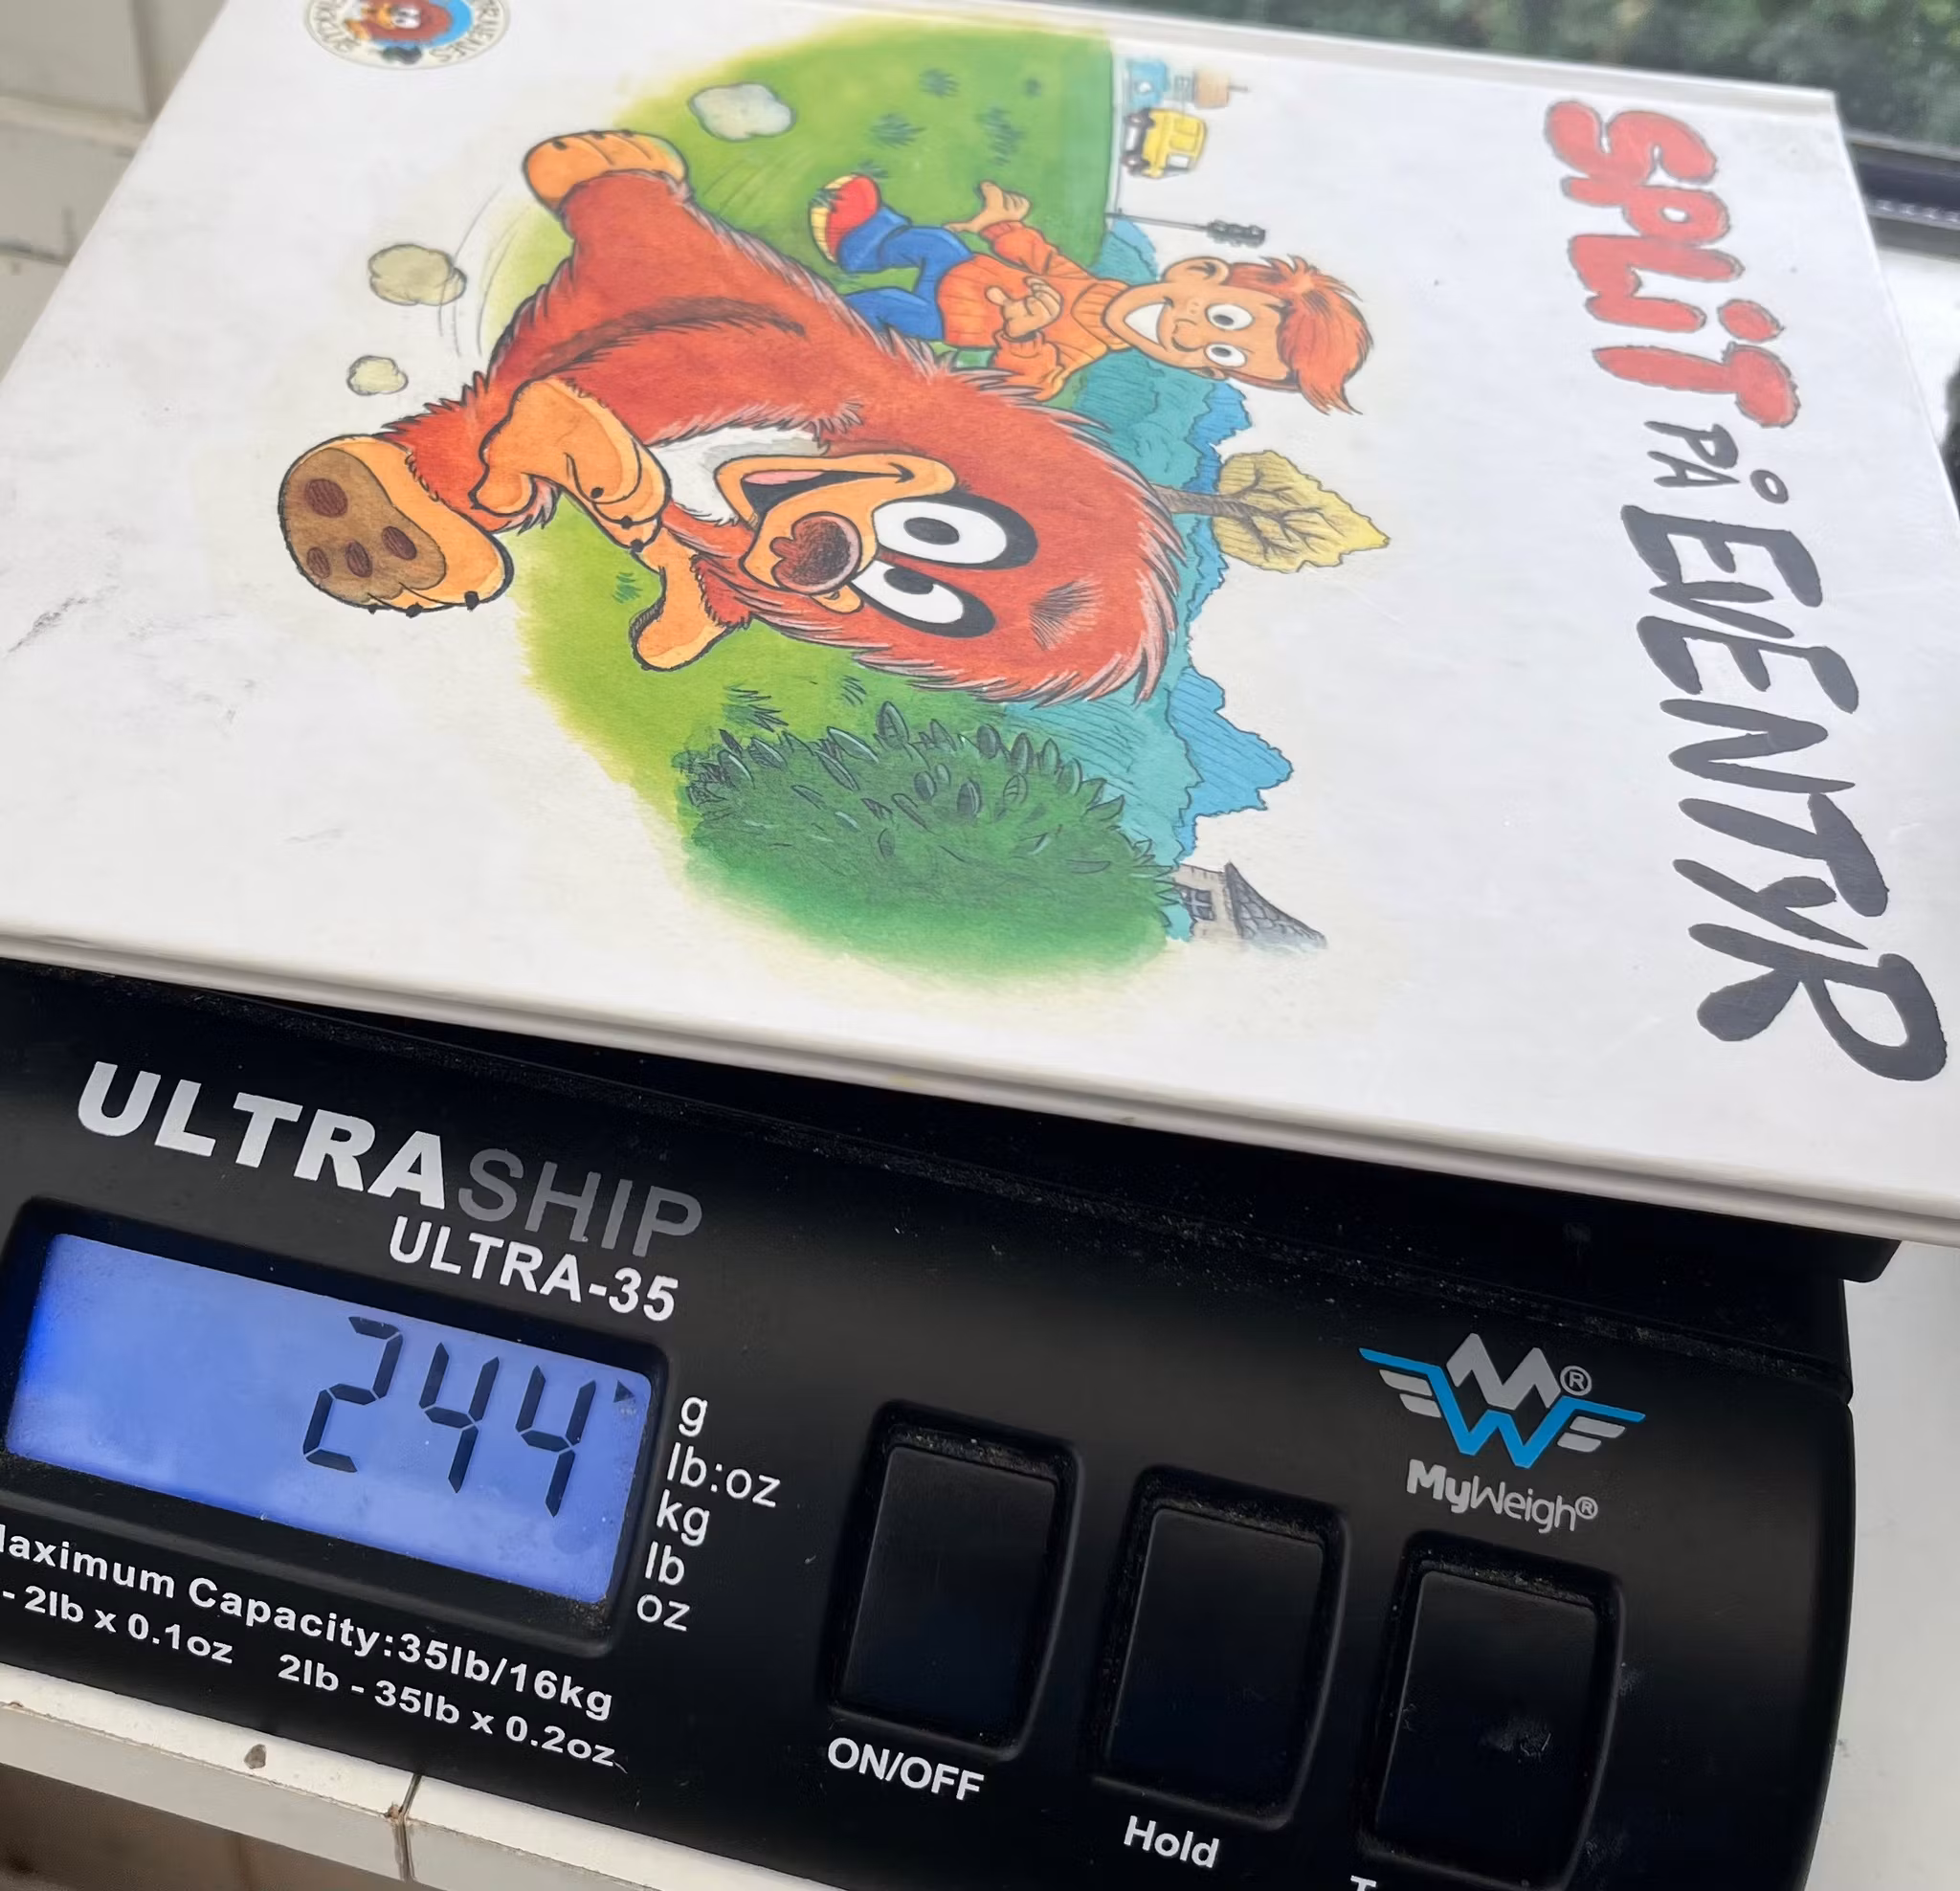 SPLiT PÅ EVENTYR
ULTRASHIP
ULTRA-35
244
g
lb:oz
kg
lb
oz
Maximum Capacity:35lb/16kg
- 2lb x 0.1oz 2lb - 35lb x 0.2oz
MW®
MyWeigh®
ON/OFF
Hold